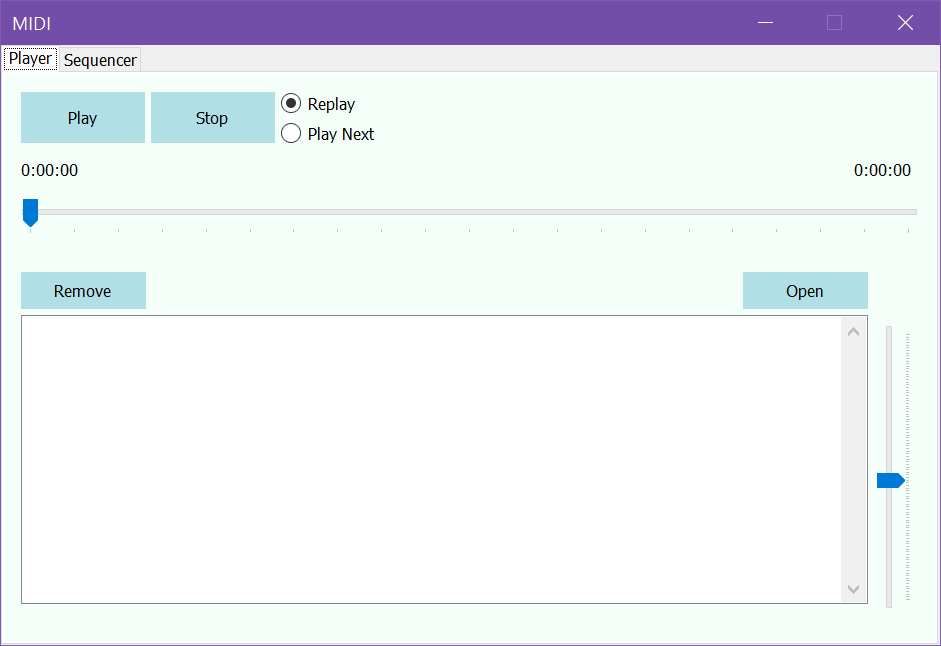 MIDI
Player Sequencer
Play Stop Replay
Play Next
0:00:00 0:00:00
Remove Open